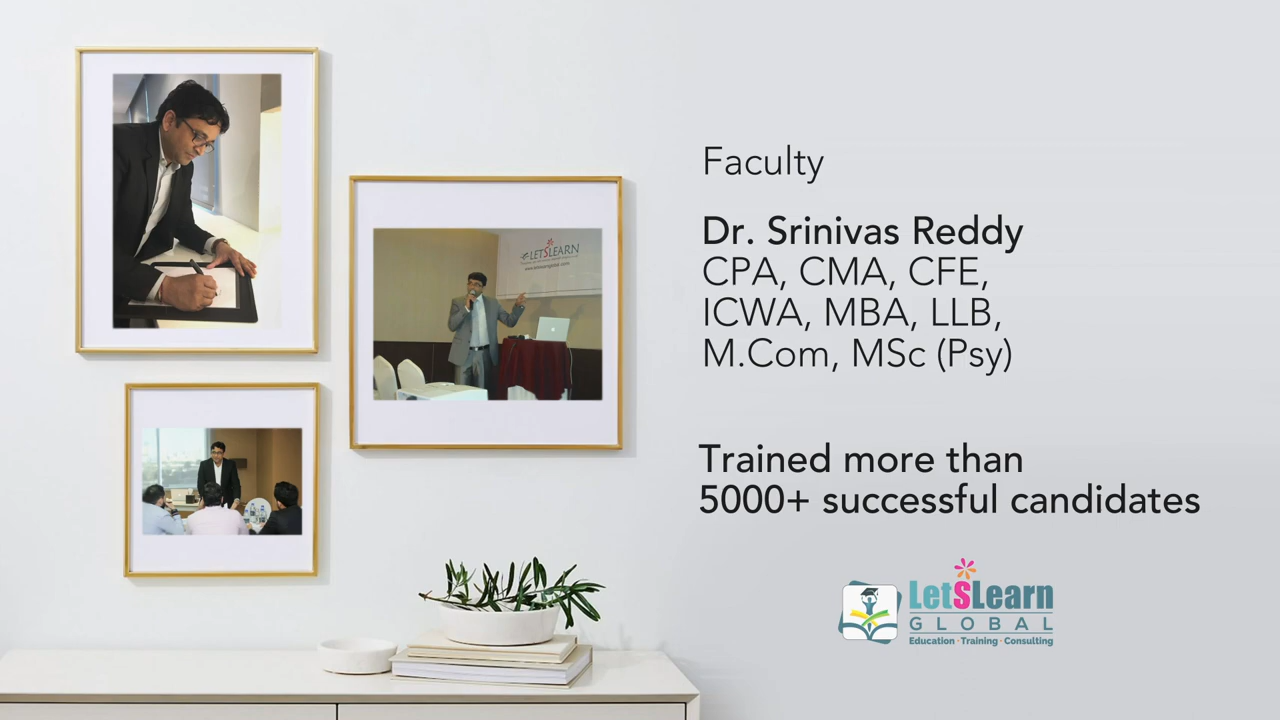 LETSLEARN
Faculty
Dr. Srinivas Reddy
CPA, CMA, CFE,
ICWA, MBA, LLB,
M.Com, MSc (Psy)
Trained more than
5000+ successful candidates
LetSLearn
GLOBAL
Education · Training · Consulting